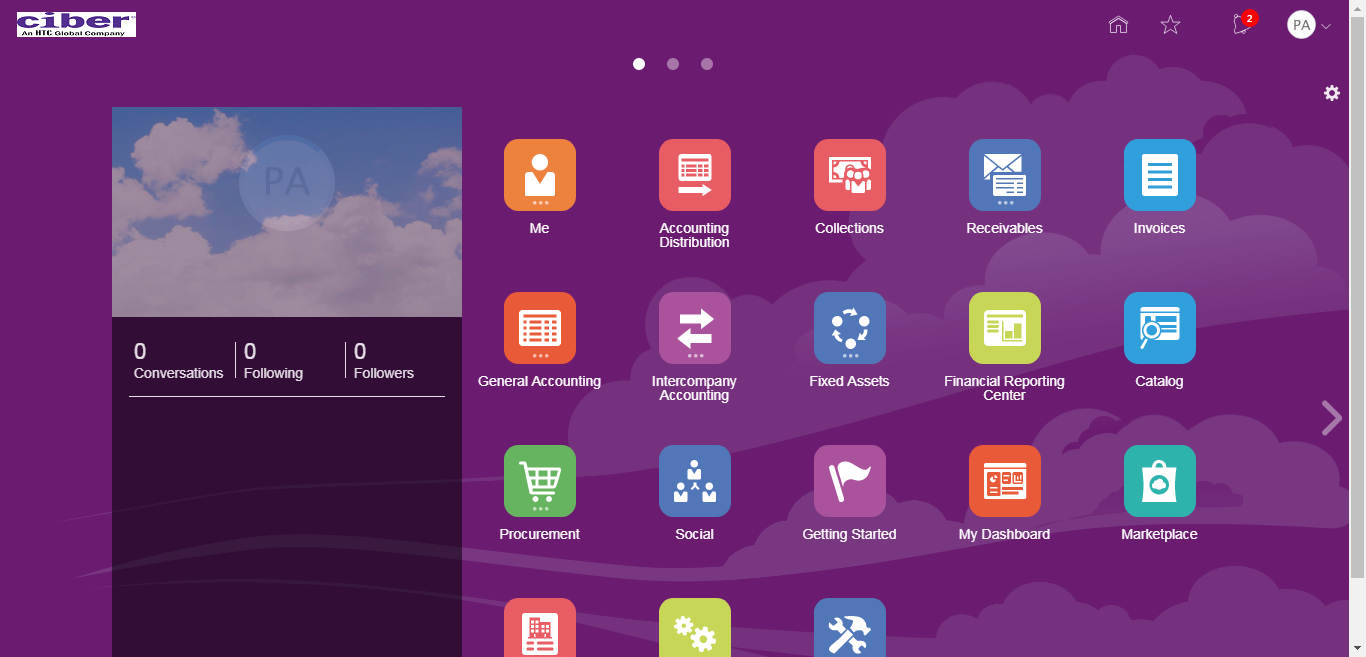 ciber
An HTC Global Company
2
PA
PA
0
Conversations
0
Following
0
Followers
Me
Accounting
Distribution
Collections
Receivables
Invoices
General Accounting
Intercompany
Accounting
Fixed Assets
Financial Reporting
Center
Catalog
Procurement
Social
Getting Started
My Dashboard
Marketplace